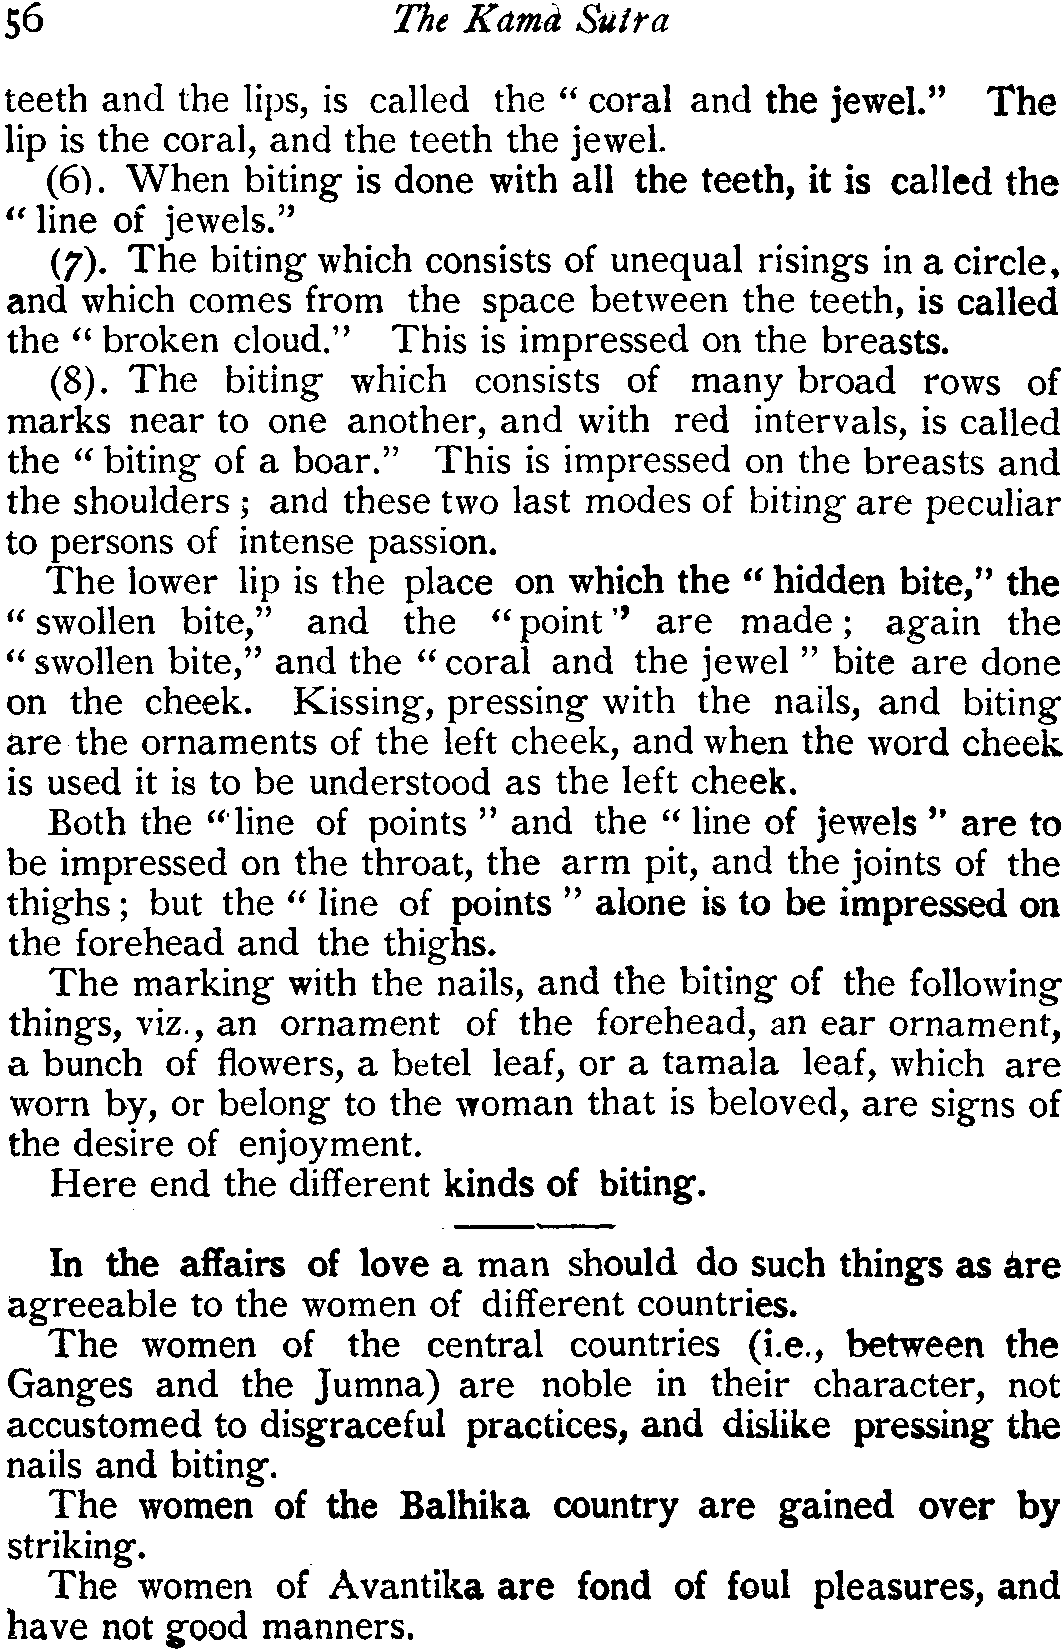 56 The Kama Sutra
teeth and the lips, is called the “ coral and the jewel.” The
lip is the coral, and the teeth the jewel.
(6). When biting is done with all the teeth, it is called the
“ line of jewels.”
(7). The biting which consists of unequal risings in a circle,
and which comes from the space between the teeth, is called
the “ broken cloud.” This is impressed on the breasts.
(8). The biting which consists of many broad rows of
marks near to one another, and with red intervals, is called
the “ biting of a boar.” This is impressed on the breasts and
the shoulders ; and these two last modes of biting are peculiar
to persons of intense passion.
The lower lip is the place on which the “ hidden bite,” the
“ swollen bite,” and the “ point ” are made ; again the
“ swollen bite,” and the “ coral and the jewel ” bite are done
on the cheek. Kissing, pressing with the nails, and biting
are the ornaments of the left cheek, and when the word cheek
is used it is to be understood as the left cheek.
Both the “ line of points ” and the “ line of jewels ” are to
be impressed on the throat, the arm pit, and the joints of the
thighs ; but the “ line of points ” alone is to be impressed on
the forehead and the thighs.
The marking with the nails, and the biting of the following
things, viz., an ornament of the forehead, an ear ornament,
a bunch of flowers, a betel leaf, or a tamala leaf, which are
worn by, or belong to the woman that is beloved, are signs of
the desire of enjoyment.
Here end the different kinds of biting.
In the affairs of love a man should do such things as are
agreeable to the women of different countries.
The women of the central countries (i.e., between the
Ganges and the Jumna) are noble in their character, not
accustomed to disgraceful practices, and dislike pressing the
nails and biting.
The women of the Balhika country are gained over by
striking.
The women of Avantika are fond of foul pleasures, and
have not good manners.